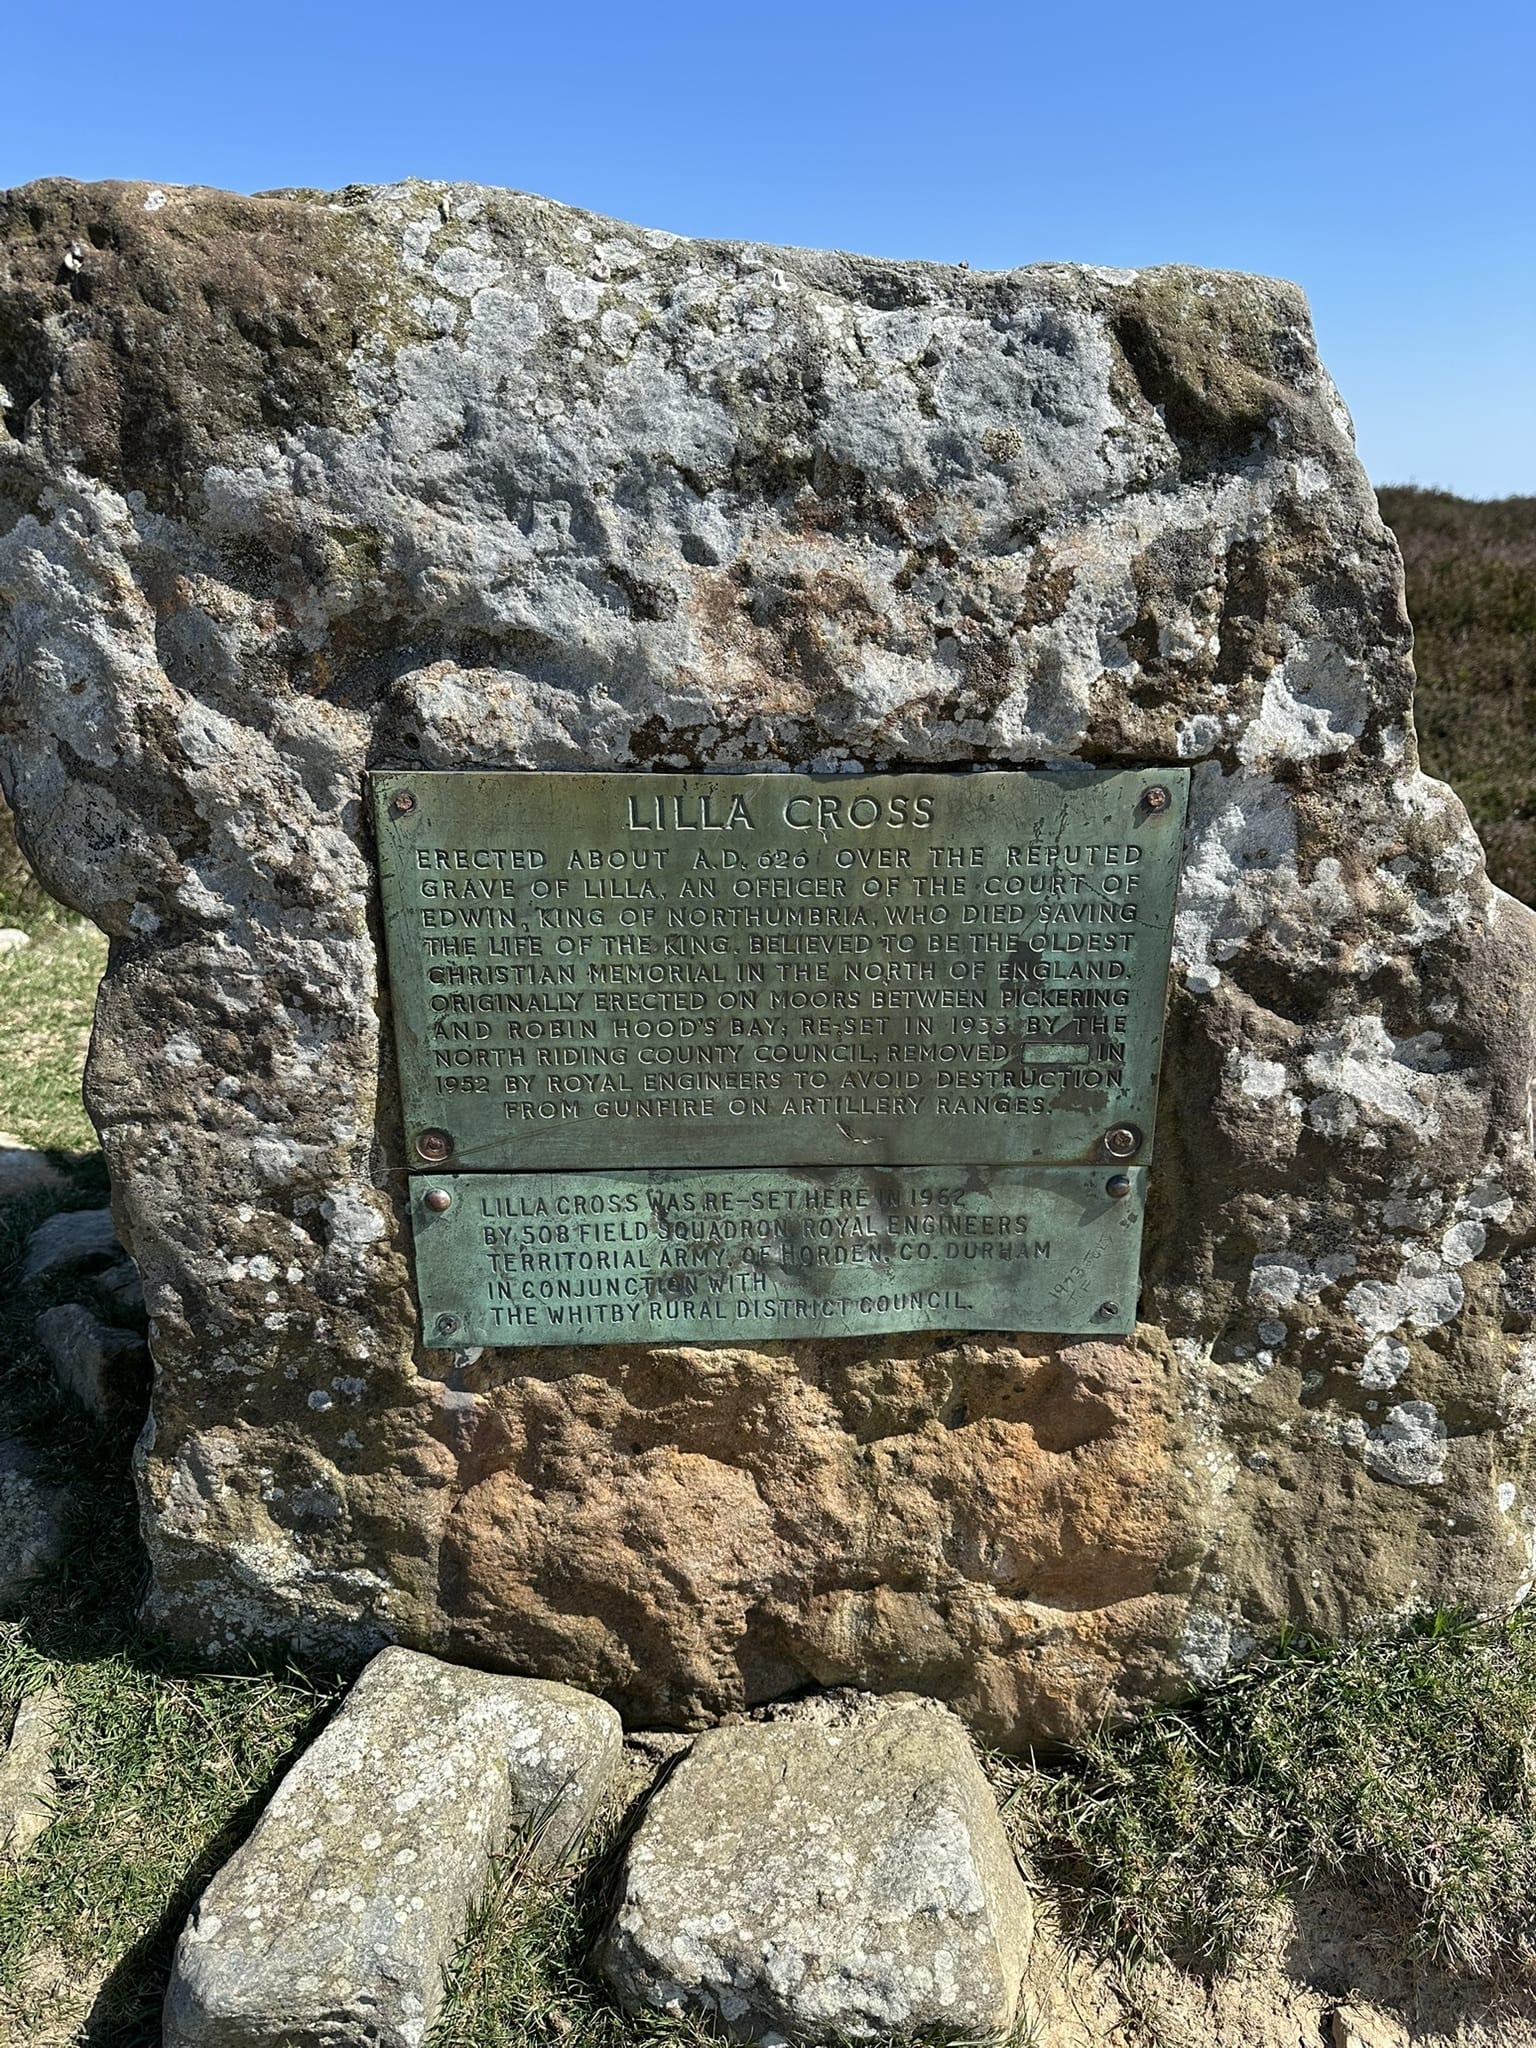 LILLA CROSS
ERECTED ABOUT A.D. 626 OVER THE REPUTED
GRAVE OF LILLA, AN OFFICER OF THE COURT OF
EDWIN, KING OF NORTHUMBRIA, WHO DIED SAVING
THE LIFE OF THE KING. BELIEVED TO BE THE OLDEST
CHRISTIAN MEMORIAL IN THE NORTH OF ENGLAND.
ORIGINALLY ERECTED ON MOORS BETWEEN PICKERING
AND ROBIN HOOD'S BAY; RE-SET IN 1933 BY THE
NORTH RIDING COUNTY COUNCIL; REMOVED IN
1952 BY ROYAL ENGINEERS TO AVOID DESTRUCTION
FROM GUNFIRE ON ARTILLERY RANGES.
LILLA CROSS WAS RE-SET HERE IN 1962
BY 508 FIELD SQUADRON ROYAL ENGINEERS
TERRITORIAL ARMY, OF HORDEN, CO. DURHAM
IN CONJUNCTION WITH
THE WHITBY RURAL DISTRICT COUNCIL.
1973